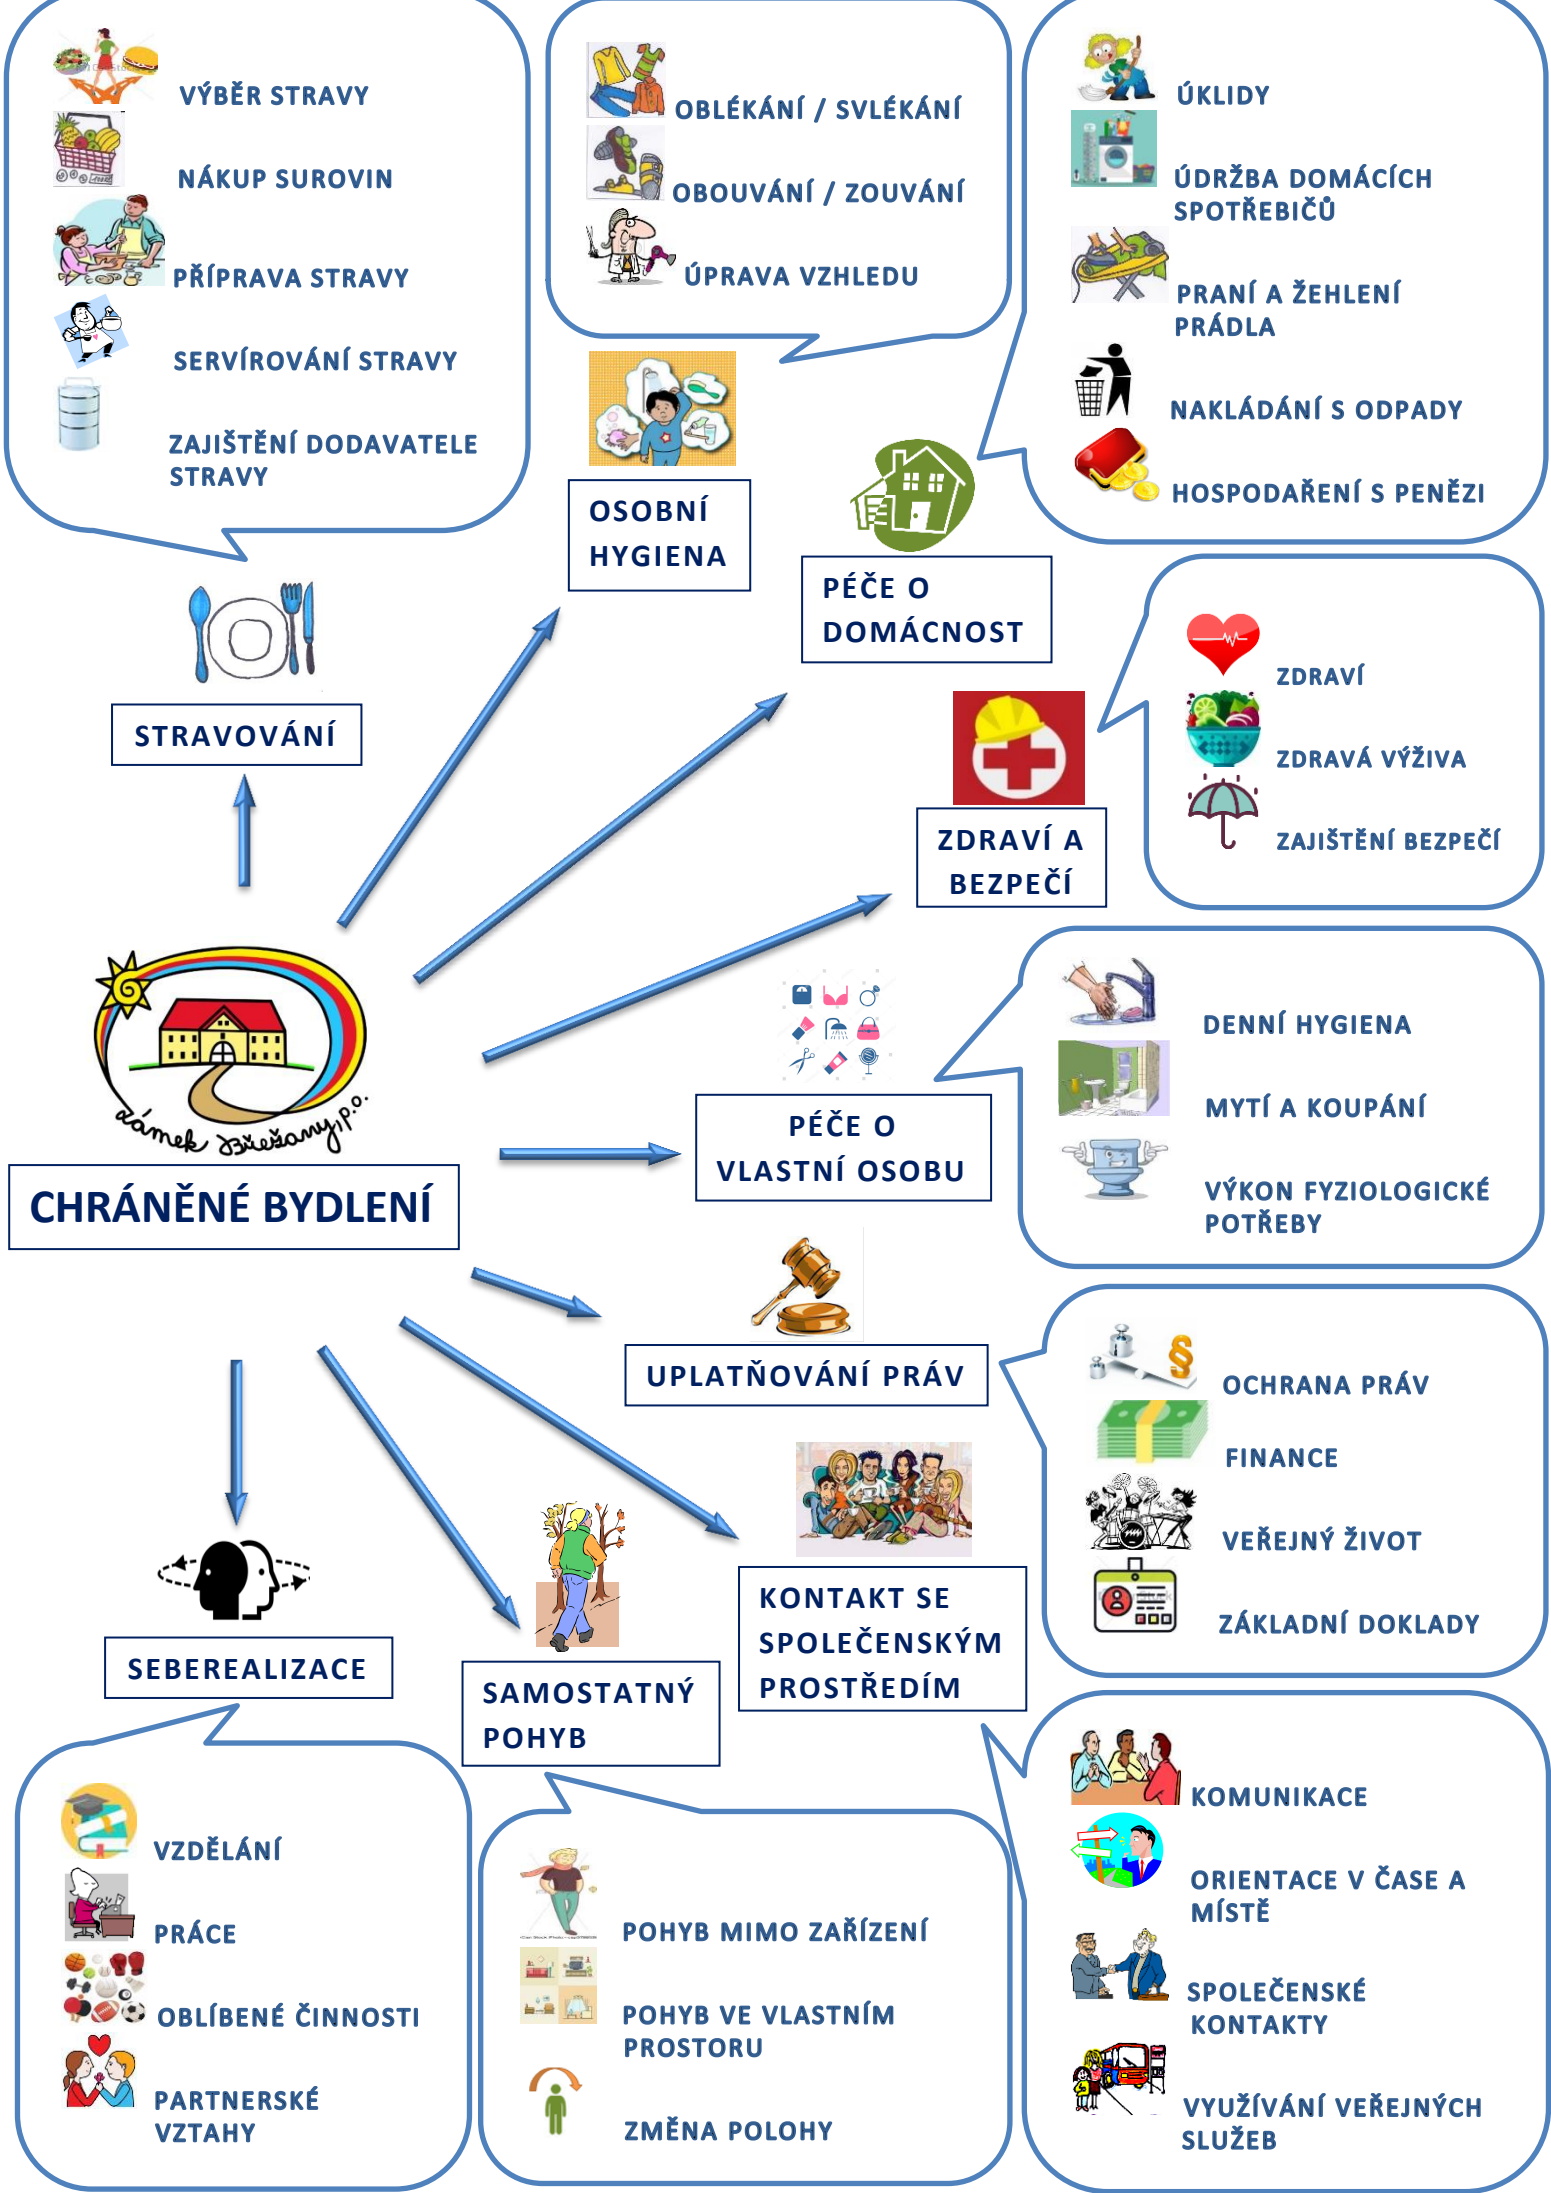 VÝBĚR STRAVY
NÁKUP SUROVIN
PŘÍPRAVA STRAVY
SERVÍROVÁNÍ STRAVY
ZAJIŠTĚNÍ DODAVATELE
STRAVY
STRAVOVÁNÍ
OBLÉKÁNÍ / SVLÉKÁNÍ
OBOUVÁNÍ / ZOUVÁNÍ
ÚPRAVA VZHLEDU
OSOBNÍ
HYGIENA
ÚKLIDY
ÚDRŽBA DOMÁCÍCH
SPOTŘEBIČŮ
PRANÍ A ŽEHLENÍ
PRÁDLA
NAKLÁDÁNÍ S ODPADY
HOSPODAŘENÍ S PENĚZI
PÉČE O
DOMÁCNOST
ZDRAVÍ
ZDRAVÁ VÝŽIVA
ZAJIŠTĚNÍ BEZPEČÍ
ZDRAVÍ A
BEZPEČÍ
zámek Břežany, p.o.
CHRÁNĚNÉ BYDLENÍ
DENNÍ HYGIENA
MYTÍ A KOUPÁNÍ
VÝKON FYZIOLOGICKÉ
POTŘEBY
PÉČE O
VLASTNÍ OSOBU
UPLATŇOVÁNÍ PRÁV
OCHRANA PRÁV
FINANCE
VEŘEJNÝ ŽIVOT
ZÁKLADNÍ DOKLADY
KONTAKT SE
SPOLEČENSKÝM
PROSTŘEDÍM
KOMUNIKACE
ORIENTACE V ČASE A
MÍSTĚ
SPOLEČENSKÉ
KONTAKTY
VYUŽÍVÁNÍ VEŘEJNÝCH
SLUŽEB
SAMOSTATNÝ
POHYB
POHYB MIMO ZAŘÍZENÍ
POHYB VE VLASTNÍM
PROSTORU
ZMĚNA POLOHY
SEBEREALIZACE
VZDĚLÁNÍ
PRÁCE
OBLÍBENÉ ČINNOSTI
PARTNERSKÉ
VZTAHY